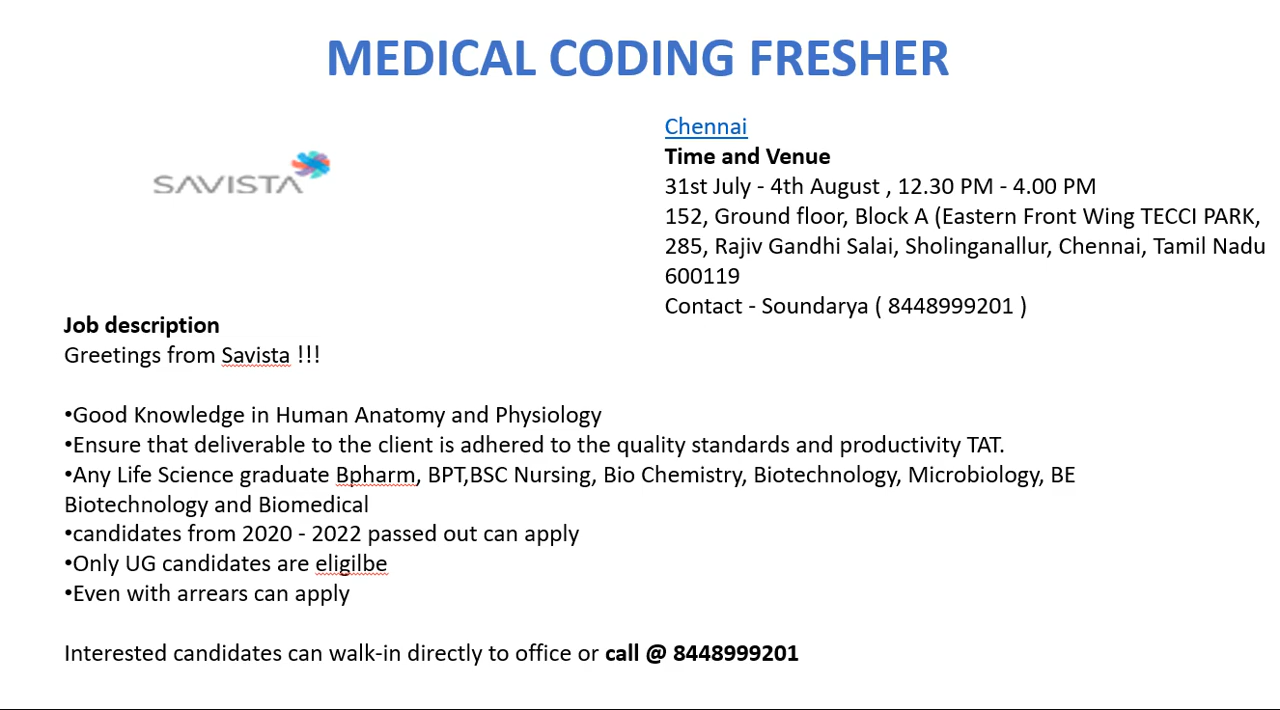 MEDICAL CODING FRESHER
SAVISTA
Chennai
Time and Venue
31st July - 4th August , 12.30 PM - 4.00 PM
152, Ground floor, Block A (Eastern Front Wing TECCI PARK,
285, Rajiv Gandhi Salai, Sholinganallur, Chennai, Tamil Nadu
600119
Contact - Soundarya ( 8448999201 )
Job description
Greetings from Savista !!!
•Good Knowledge in Human Anatomy and Physiology
•Ensure that deliverable to the client is adhered to the quality standards and productivity TAT.
•Any Life Science graduate Bpharm, BPT,BSC Nursing, Bio Chemistry, Biotechnology, Microbiology, BE
Biotechnology and Biomedical
•candidates from 2020 - 2022 passed out can apply
•Only UG candidates are eligilbe
•Even with arrears can apply
Interested candidates can walk-in directly to office or call @ 8448999201